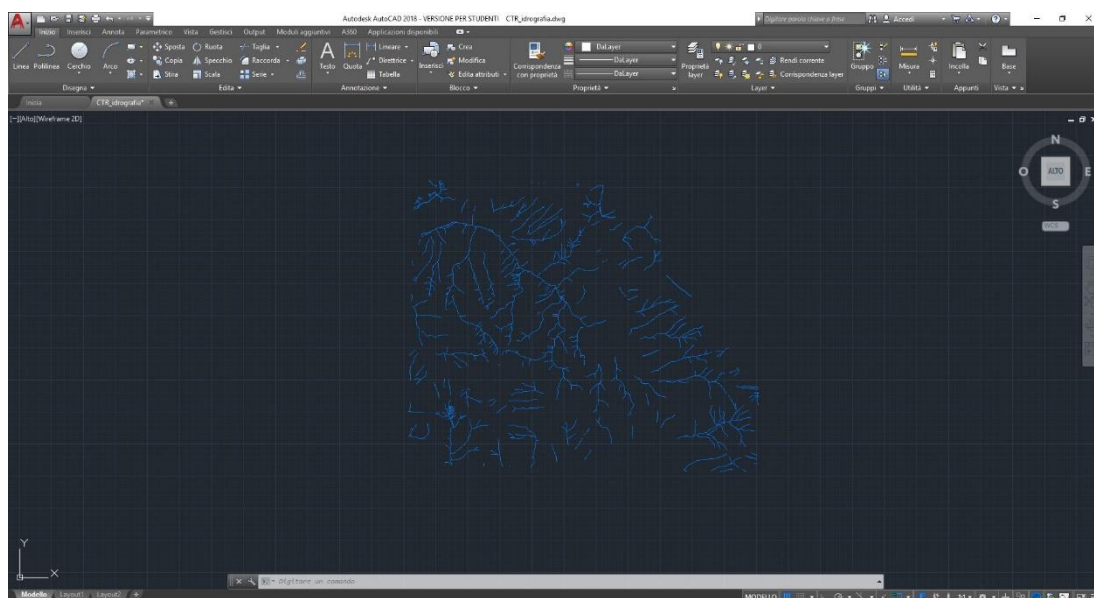 Autodesk AutoCAD 2018 - VERSIONE PER STUDENTI CTR_idrografia.dwg
Digitare parola chiave o frase
Accedi
Inizio Inserisci Annota Parametrico Vista Gestisci Output Moduli aggiuntivi A360 Applicazioni disponibili
Linea Polilinea Cerchio Arco
Sposta Ruota Taglia
Copia Specchio Raccorda
Stira Scala Serie
Testo Quota
Lineare
Direttrice
Tabella
Inserisci
Crea
Modifica
Edita attributi
Corrispondenza
con proprietà
DaLayer
DaLayer
DaLayer
Proprietà
layer
0
Rendi corrente
Corrispondenza layer
Gruppo
Misura
Incolla
Base
Disegna Edita Annotazione Blocco Proprietà Layer Gruppi Utilità Appunti Vista
Inizia CTR_idrografia*
[−][Alto][Wireframe 2D]
N
O ALTO E
S
WCS
Y
X
Digitare un comando
Modello Layout1 Layout2 +
MODELLO